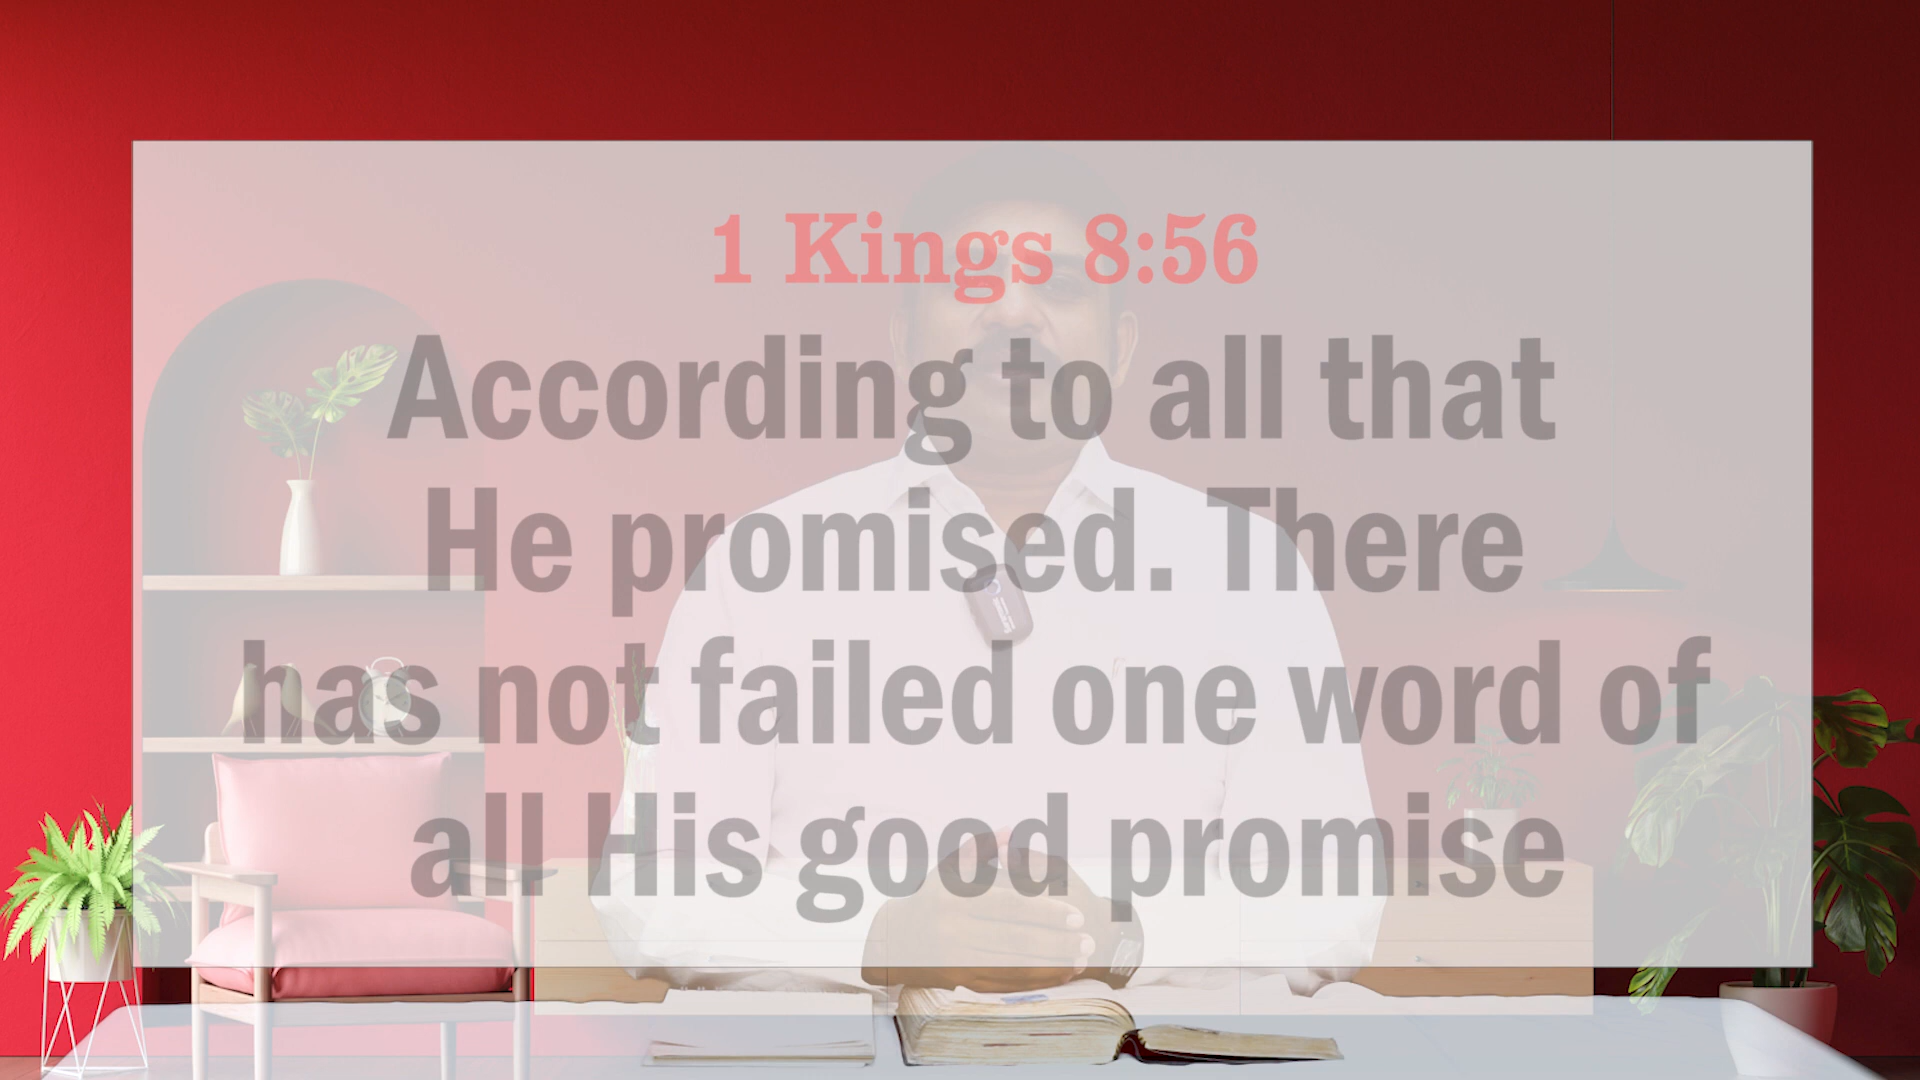 1 Kings 8:56
According to all that
He promised. There
has not failed one word of
all His good promise